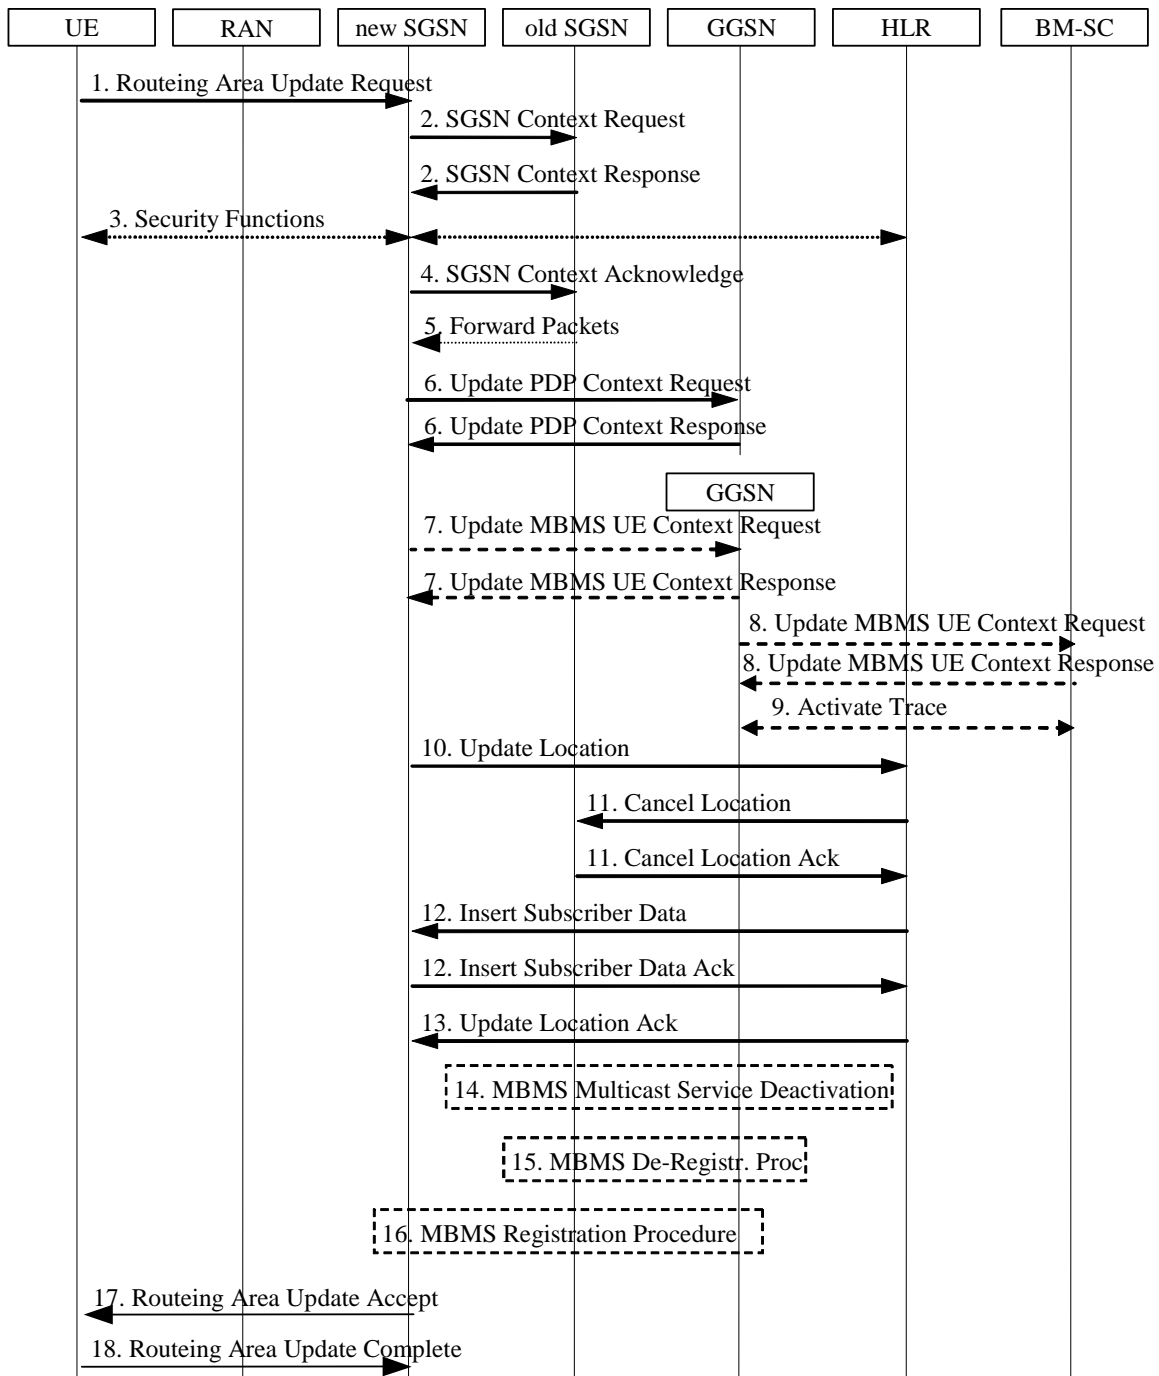 UE
RAN
new SGSN
old SGSN
GGSN
HLR
BM-SC
1. Routeing Area Update Request
2. SGSN Context Request
2. SGSN Context Response
3. Security Functions
4. SGSN Context Acknowledge
5. Forward Packets
6. Update PDP Context Request
6. Update PDP Context Response
GGSN
7. Update MBMS UE Context Request
7. Update MBMS UE Context Response
8. Update MBMS UE Context Request
8. Update MBMS UE Context Response
9. Activate Trace
10. Update Location
11. Cancel Location
11. Cancel Location Ack
12. Insert Subscriber Data
12. Insert Subscriber Data Ack
13. Update Location Ack
14. MBMS Multicast Service Deactivation
15. MBMS De-Registr. Proc
16. MBMS Registration Procedure
17. Routeing Area Update Accept
18. Routeing Area Update Complete